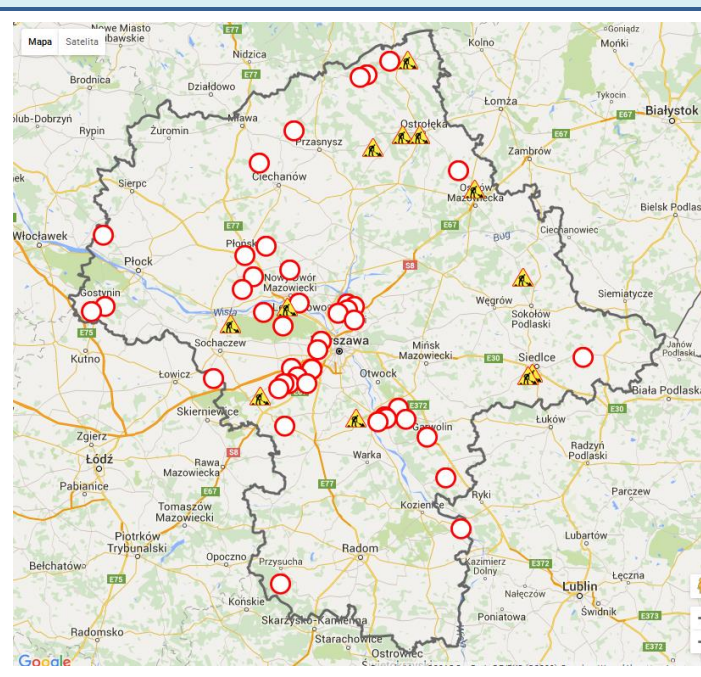 Mapa Satelita
Nowe Miasto
E77
Goniądz
Kolno
Mońki
Nidzica
E77
Brodnica
Działdowo
Tykocin
Łomża
E67
Białystok
Mława
Ostrołęka
Rypin
Żuromin
Przasnysz
E67
Zambrów
Ciechanów
Sierpc
Ostrów
Mazowiecka
Bielsk Podlas
E77
E67
Bug
Ciechanowiec
Włocławek
Płońsk
Płock
S8
Nowy Dwór
Mazowiecki
Gostynin
Węgrów
Siemiatycze
Wisła
Sokołów
Podlaski
E75
Sochaczew
Mińsk
Mazowiecki
Janów
Podlaski
Kutno
E30
Siedlce
Łowicz
Otwock
Biała Podlaska
E372
E30
Skierniewice
Łuków
Zgierz
Garwolin
S8
Radzyń
Podlaski
Łódź
Rawa
Mazowiecka
Warka
Pabianice
E67
E77
Ryki
Parczew
Tomaszów
Mazowiecki
Kozienice
Piotrków
Trybunalski
Lubartów
Radom
Opoczno
Przysucha
Bełchatów
E75
Kazimierz
Dolny
E372
Łęczna
Nałęczów
Lublin
Końskie
Świdnik
E373
Skarżysko-Kamienna
Poniatowa
Radomsko
Starachowice
E372
Ostrowiec
Google